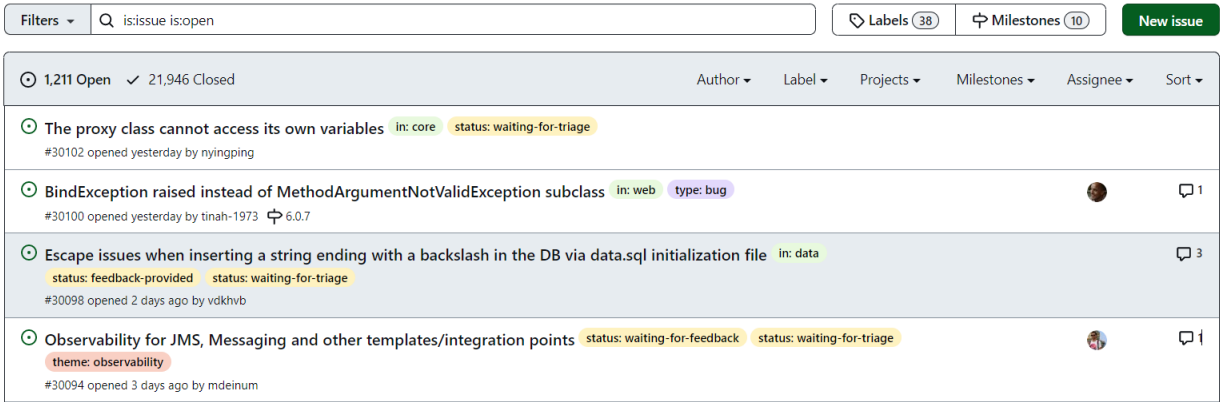 Filters
is:issue is:open
Labels 38
Milestones 10
New issue
1,211 Open 21,946 Closed Author Label Projects Milestones Assignee Sort
The proxy class cannot access its own variables in: core status: waiting-for-triage
#30102 opened yesterday by nyingping
BindException raised instead of MethodArgumentNotValidException subclass in: web type: bug 1
#30100 opened yesterday by tinah-1973 6.0.7
Escape issues when inserting a string ending with a backslash in the DB via data.sql initialization file in: data 3
status: feedback-provided status: waiting-for-triage
#30098 opened 2 days ago by vdkhvb
Observability for JMS, Messaging and other templates/integration points status: waiting-for-feedback status: waiting-for-triage 1
theme: observability
#30094 opened 3 days ago by mdeinum